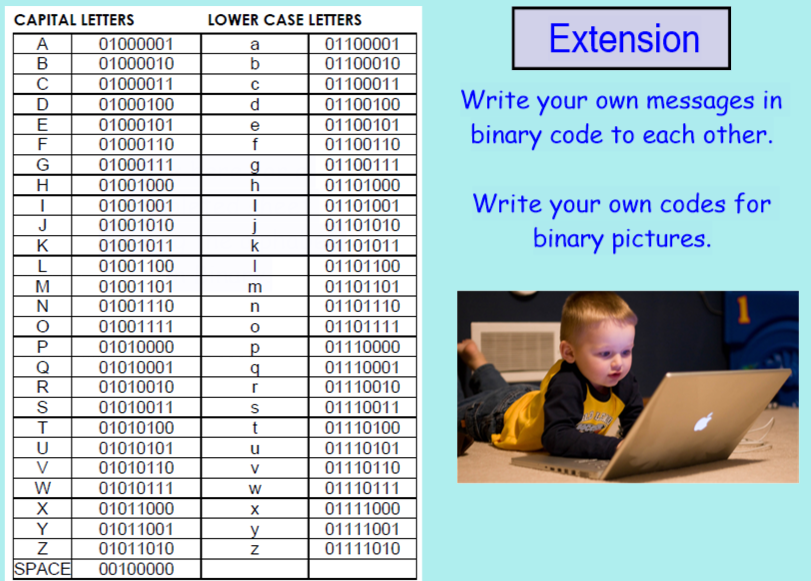 CAPITAL LETTERS LOWER CASE LETTERS
A 01000001 a 01100001
B 01000010 b 01100010
C 01000011 c 01100011
D 01000100 d 01100100
E 01000101 e 01100101
F 01000110 f 01100110
G 01000111 g 01100111
H 01001000 h 01101000
I 01001001 I 01101001
J 01001010 j 01101010
K 01001011 k 01101011
L 01001100 l 01101100
M 01001101 m 01101101
N 01001110 n 01101110
O 01001111 o 01101111
P 01010000 p 01110000
Q 01010001 q 01110001
R 01010010 r 01110010
S 01010011 s 01110011
T 01010100 t 01110100
U 01010101 u 01110101
V 01010110 v 01110110
W 01010111 w 01110111
X 01011000 x 01111000
Y 01011001 y 01111001
Z 01011010 z 01111010
SPACE 00100000
Extension
Write your own messages in
binary code to each other.
Write your own codes for
binary pictures.
1